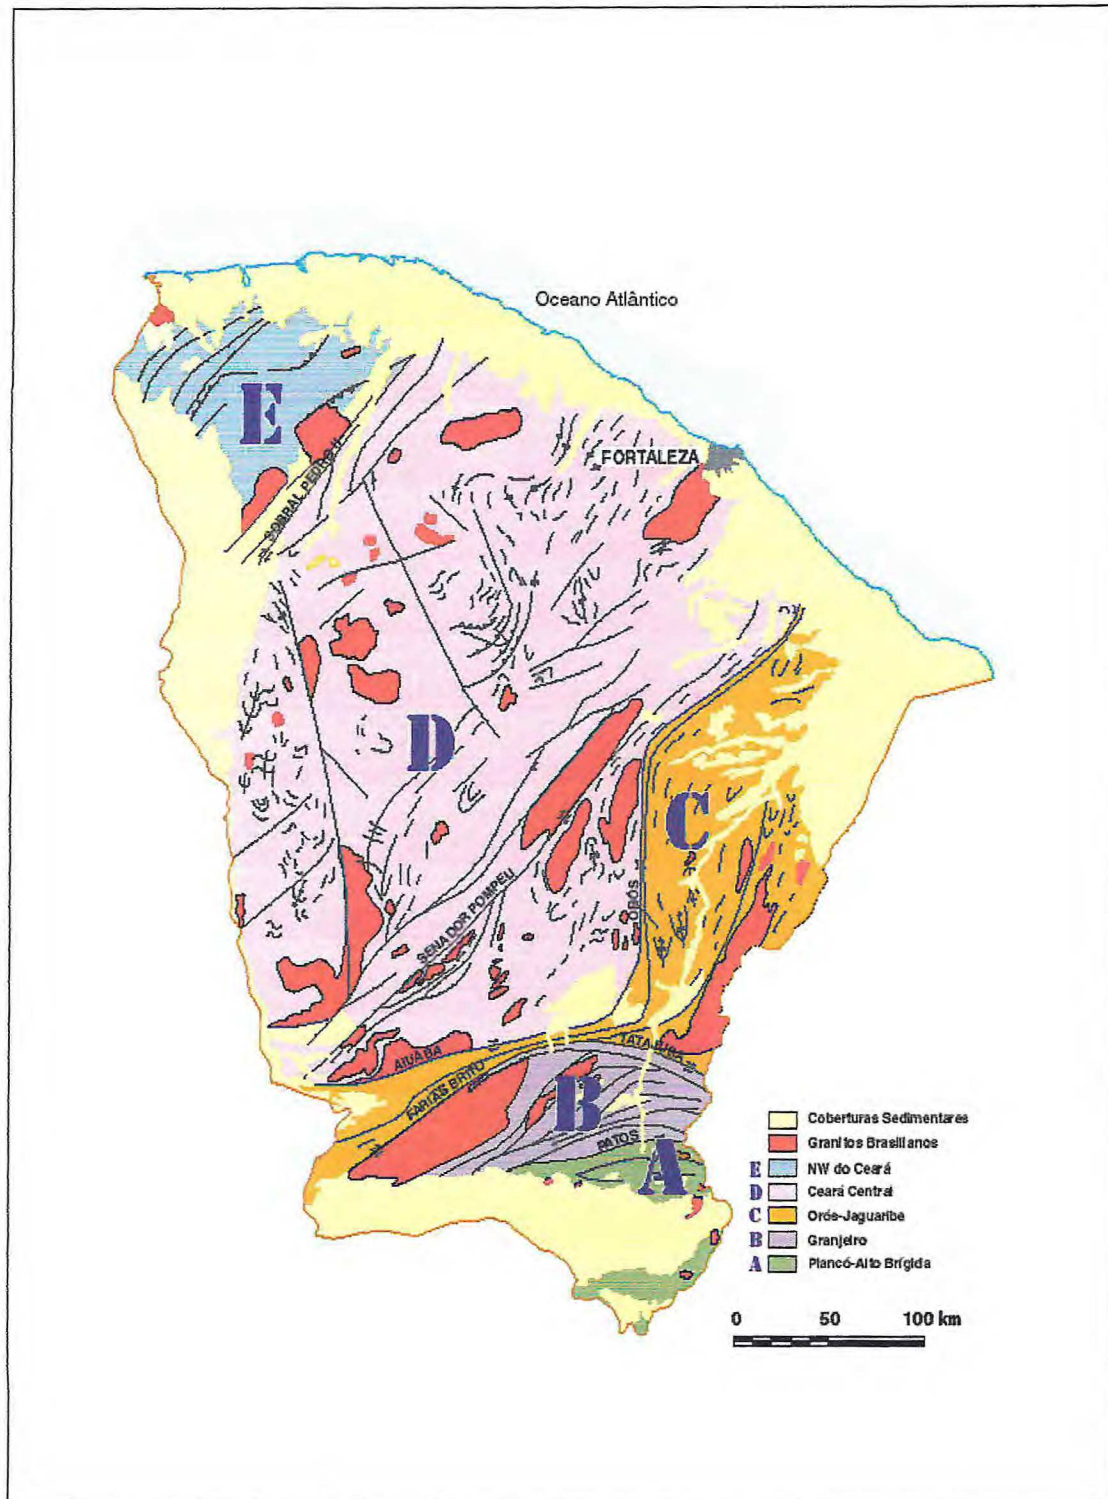 Oceano Atlântico
E
FORTALEZA
SOBRAL PEDRO II
D
C
ORÓS
SENADOR POMPEU
TATAJUBA
AIUABA
FARIAS BRITO
B
PATOS
A
Coberturas Sedimentares
Granitos Brasilianos
E NW do Ceará
D Ceará Central
C Orós-Jaguaribe
B Granjeiro
A Piancó-Alto Brígida
0 50 100 km